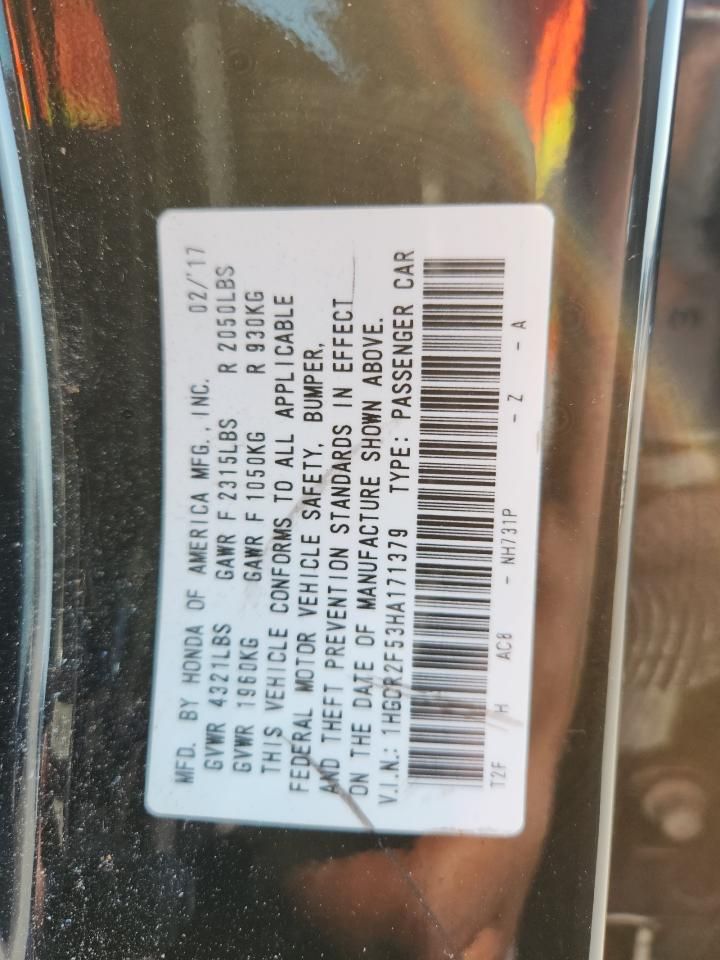 MFD. BY HONDA OF AMERICA MFG., INC. 02/'17
GVWR 4321LBS GAWR F 2315LBS R 2050LBS
GVWR 1960KG GAWR F 1050KG R 930KG
THIS VEHICLE CONFORMS TO ALL APPLICABLE
FEDERAL MOTOR VEHICLE SAFETY, BUMPER,
AND THEFT PREVENTION STANDARDS IN EFFECT
ON THE DATE OF MANUFACTURE SHOWN ABOVE.
V.I.N.: 1HGCR2F53HA171379 TYPE: PASSENGER CAR
T2F / H AC8 - NH731P - Z - A